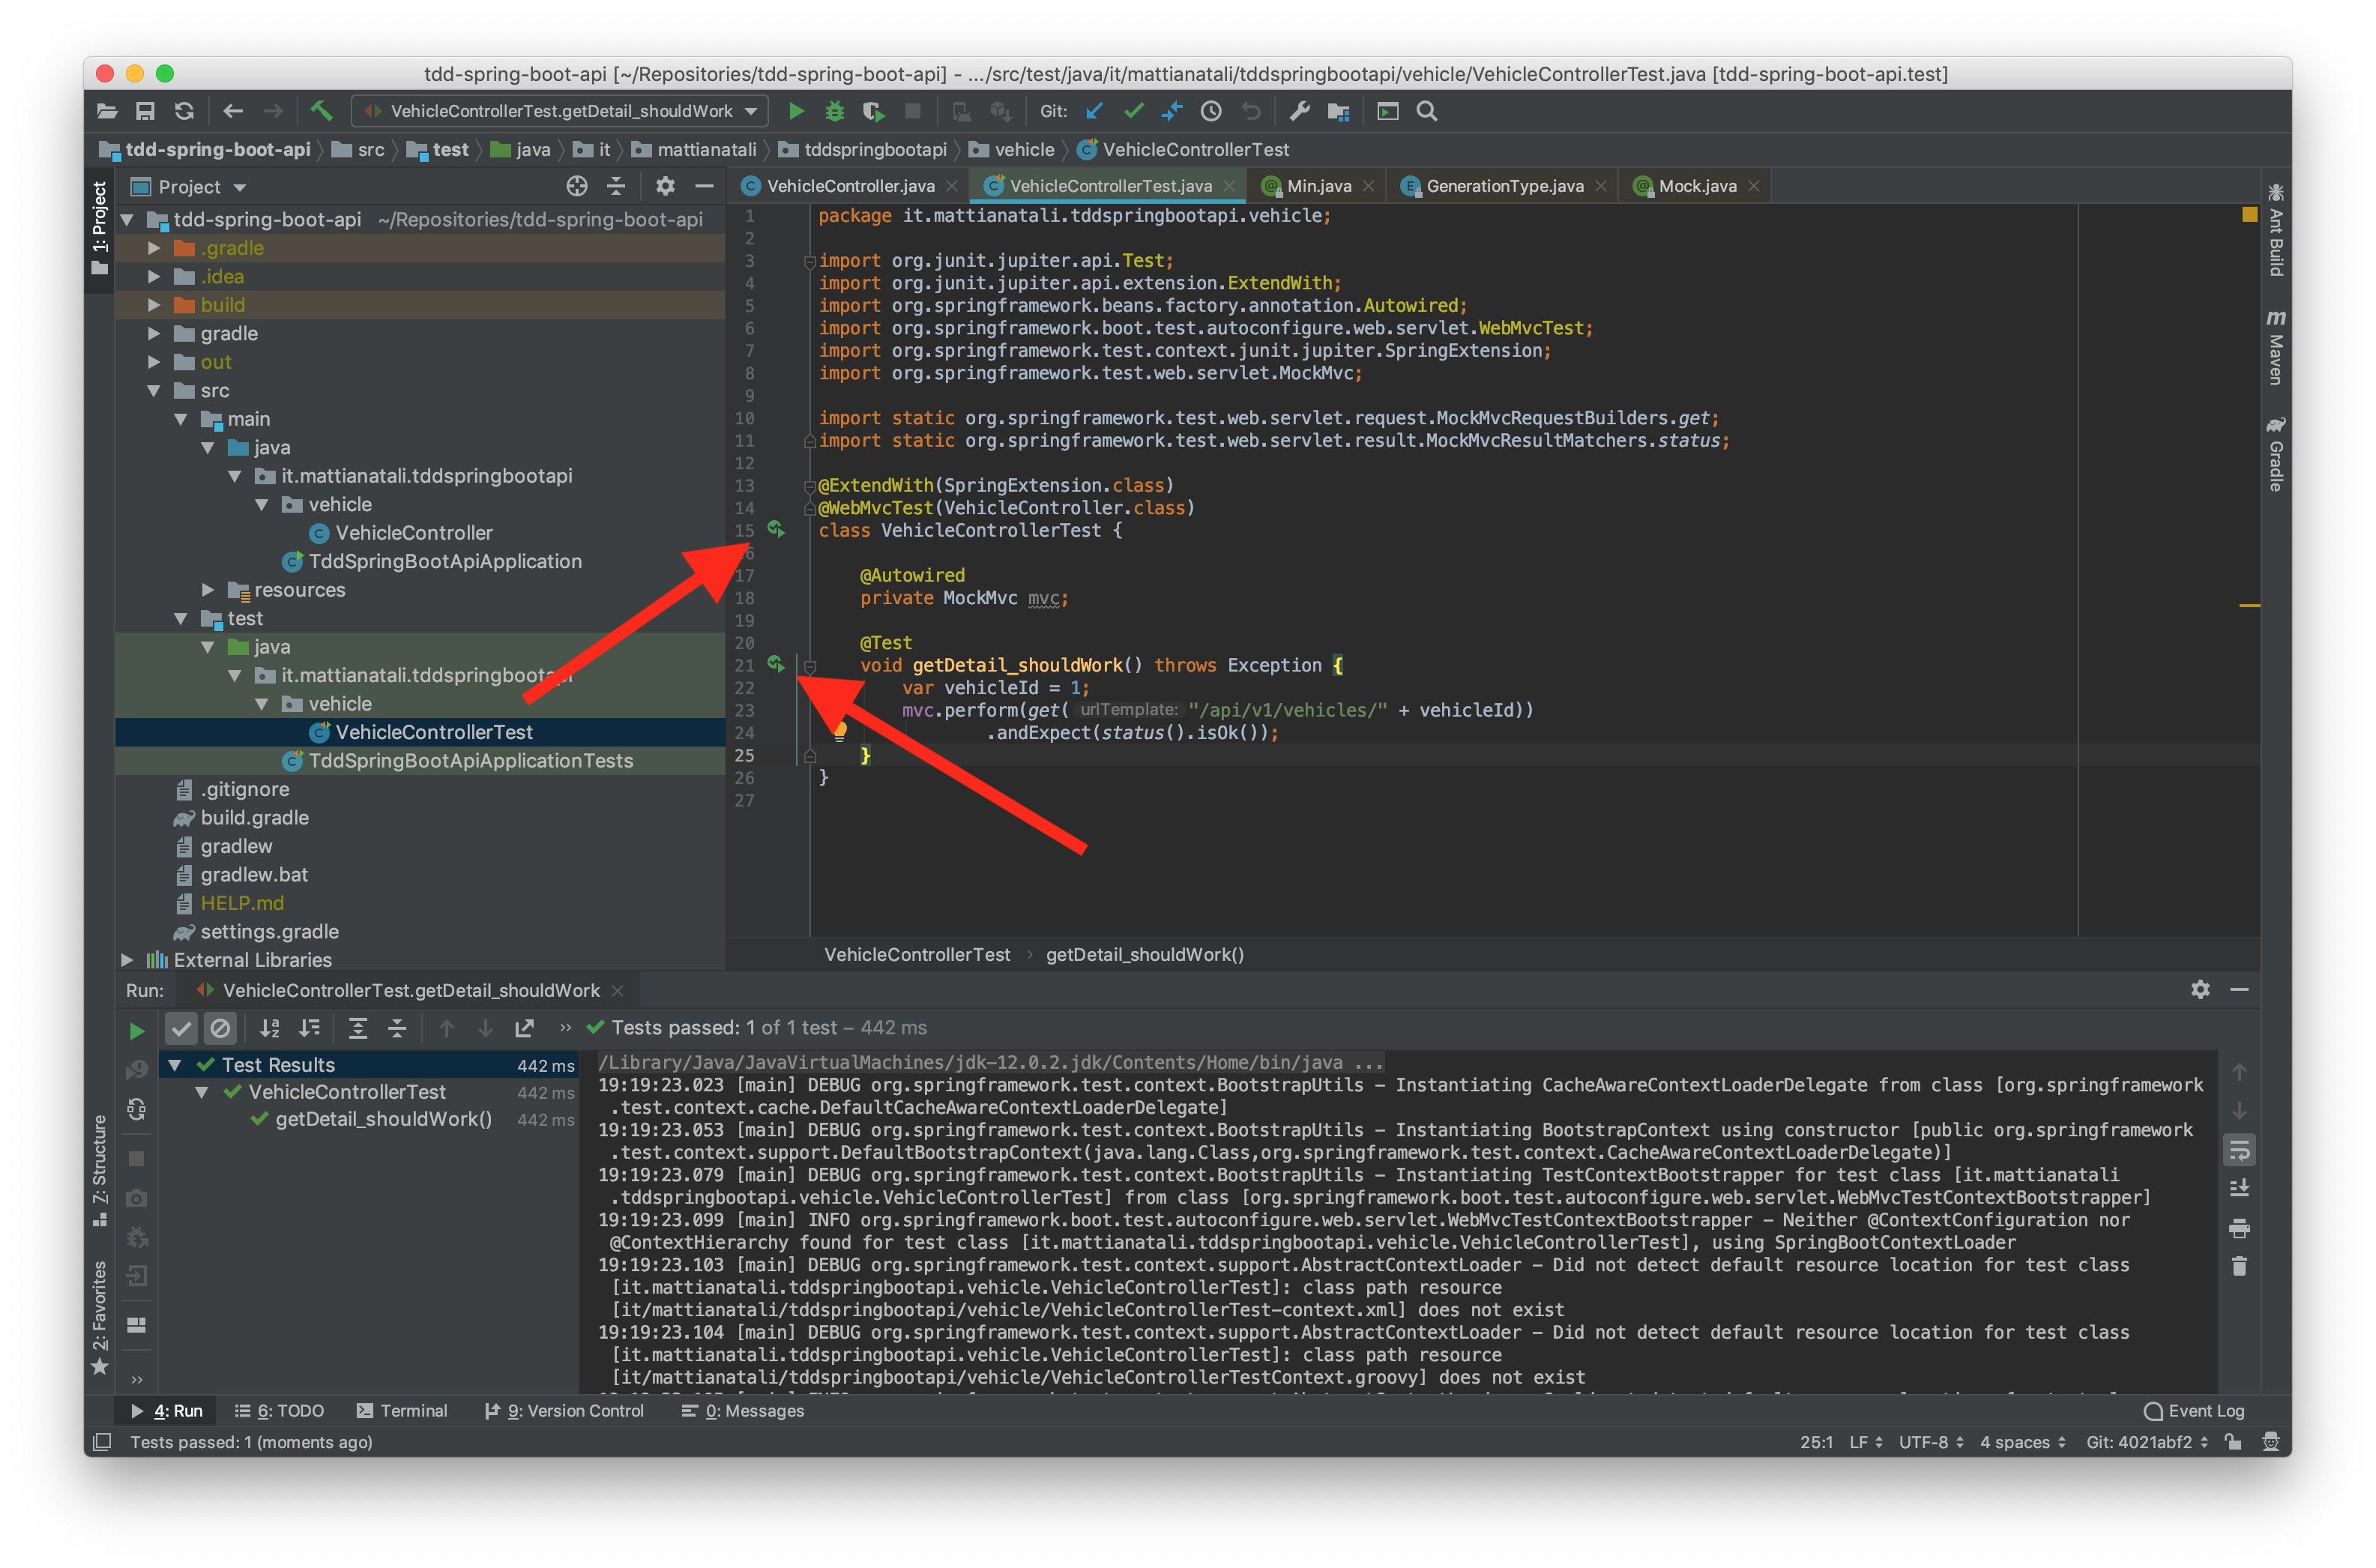 tdd-spring-boot-api [~/Repositories/tdd-spring-boot-api] - .../src/test/java/it/mattianatali/tddspringbootapi/vehicle/VehicleControllerTest.java [tdd-spring-boot-api.test]
VehicleControllerTest.getDetail_shouldWork
Git:
tdd-spring-boot-api
src
test
java
it
mattianatali
tddspringbootapi
vehicle
VehicleControllerTest
1: Project
Project
tdd-spring-boot-api ~/Repositories/tdd-spring-boot-api
.gradle
.idea
build
gradle
out
src
main
java
it.mattianatali.tddspringbootapi
vehicle
VehicleController
TddSpringBootApiApplication
resources
test
java
it.mattianatali.tddspringbootapi
vehicle
VehicleControllerTest
TddSpringBootApiApplicationTests
.gitignore
build.gradle
gradlew
gradlew.bat
HELP.md
settings.gradle
External Libraries
VehicleController.java
VehicleControllerTest.java
Min.java
GenerationType.java
Mock.java
1 package it.mattianatali.tddspringbootapi.vehicle;
2
3 import org.junit.jupiter.api.Test;
4 import org.junit.jupiter.api.extension.ExtendWith;
5 import org.springframework.beans.factory.annotation.Autowired;
6 import org.springframework.boot.test.autoconfigure.web.servlet.WebMvcTest;
7 import org.springframework.test.context.junit.jupiter.SpringExtension;
8 import org.springframework.test.web.servlet.MockMvc;
9
10 import static org.springframework.test.web.servlet.request.MockMvcRequestBuilders.get;
11 import static org.springframework.test.web.servlet.result.MockMvcResultMatchers.status;
12
13 @ExtendWith(SpringExtension.class)
14 @WebMvcTest(VehicleController.class)
15 class VehicleControllerTest {
16
17 @Autowired
18 private MockMvc mvc;
19
20 @Test
21 void getDetail_shouldWork() throws Exception {
22 var vehicleId = 1;
23 mvc.perform(get( urlTemplate: "/api/v1/vehicles/" + vehicleId))
24 .andExpect(status().isOk());
25 }
26 }
27
VehicleControllerTest
getDetail_shouldWork()
Ant Build
m Maven
Gradle
Run:
VehicleControllerTest.getDetail_shouldWork
Tests passed: 1 of 1 test – 442 ms
Test Results 442 ms
VehicleControllerTest 442 ms
getDetail_shouldWork() 442 ms
/Library/Java/JavaVirtualMachines/jdk-12.0.2.jdk/Contents/Home/bin/java ...
19:19:23.023 [main] DEBUG org.springframework.test.context.BootstrapUtils - Instantiating CacheAwareContextLoaderDelegate from class [org.springframework
.test.context.cache.DefaultCacheAwareContextLoaderDelegate]
19:19:23.053 [main] DEBUG org.springframework.test.context.BootstrapUtils - Instantiating BootstrapContext using constructor [public org.springframework
.test.context.support.DefaultBootstrapContext(java.lang.Class,org.springframework.test.context.CacheAwareContextLoaderDelegate)]
19:19:23.079 [main] DEBUG org.springframework.test.context.BootstrapUtils - Instantiating TestContextBootstrapper for test class [it.mattianatali
.tddspringbootapi.vehicle.VehicleControllerTest] from class [org.springframework.boot.test.autoconfigure.web.servlet.WebMvcTestContextBootstrapper]
19:19:23.099 [main] INFO org.springframework.boot.test.autoconfigure.web.servlet.WebMvcTestContextBootstrapper - Neither @ContextConfiguration nor
@ContextHierarchy found for test class [it.mattianatali.tddspringbootapi.vehicle.VehicleControllerTest], using SpringBootContextLoader
19:19:23.103 [main] DEBUG org.springframework.test.context.support.AbstractContextLoader - Did not detect default resource location for test class
[it.mattianatali.tddspringbootapi.vehicle.VehicleControllerTest]: class path resource
[it/mattianatali/tddspringbootapi/vehicle/VehicleControllerTest-context.xml] does not exist
19:19:23.104 [main] DEBUG org.springframework.test.context.support.AbstractContextLoader - Did not detect default resource location for test class
[it.mattianatali.tddspringbootapi.vehicle.VehicleControllerTest]: class path resource
[it/mattianatali/tddspringbootapi/vehicle/VehicleControllerTestContext.groovy] does not exist
7: Structure
2: Favorites
4: Run
6: TODO
Terminal
9: Version Control
0: Messages
Event Log
Tests passed: 1 (moments ago)
25:1
LF
UTF-8
4 spaces
Git: 4021abf2